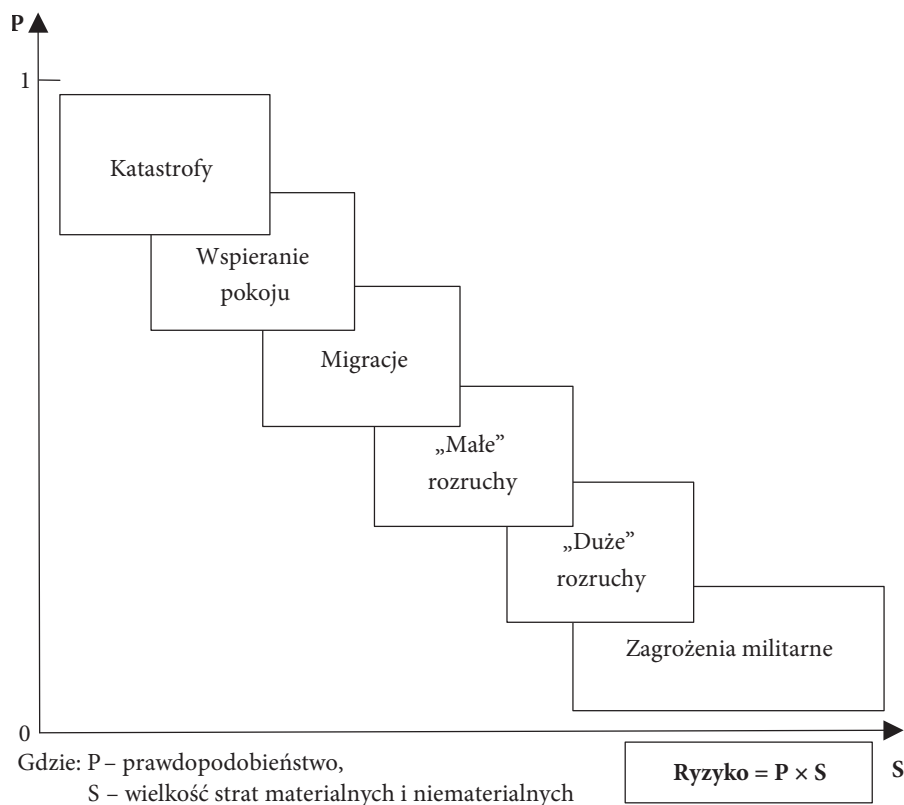 P
1
Katastrofy
Wspieranie
pokoju
Migracje
„Małe”
rozruchy
„Duże”
rozruchy
Zagrożenia militarne
0
Gdzie: P – prawdopodobieństwo,
S – wielkość strat materialnych i niematerialnych
Ryzyko = P × S
S